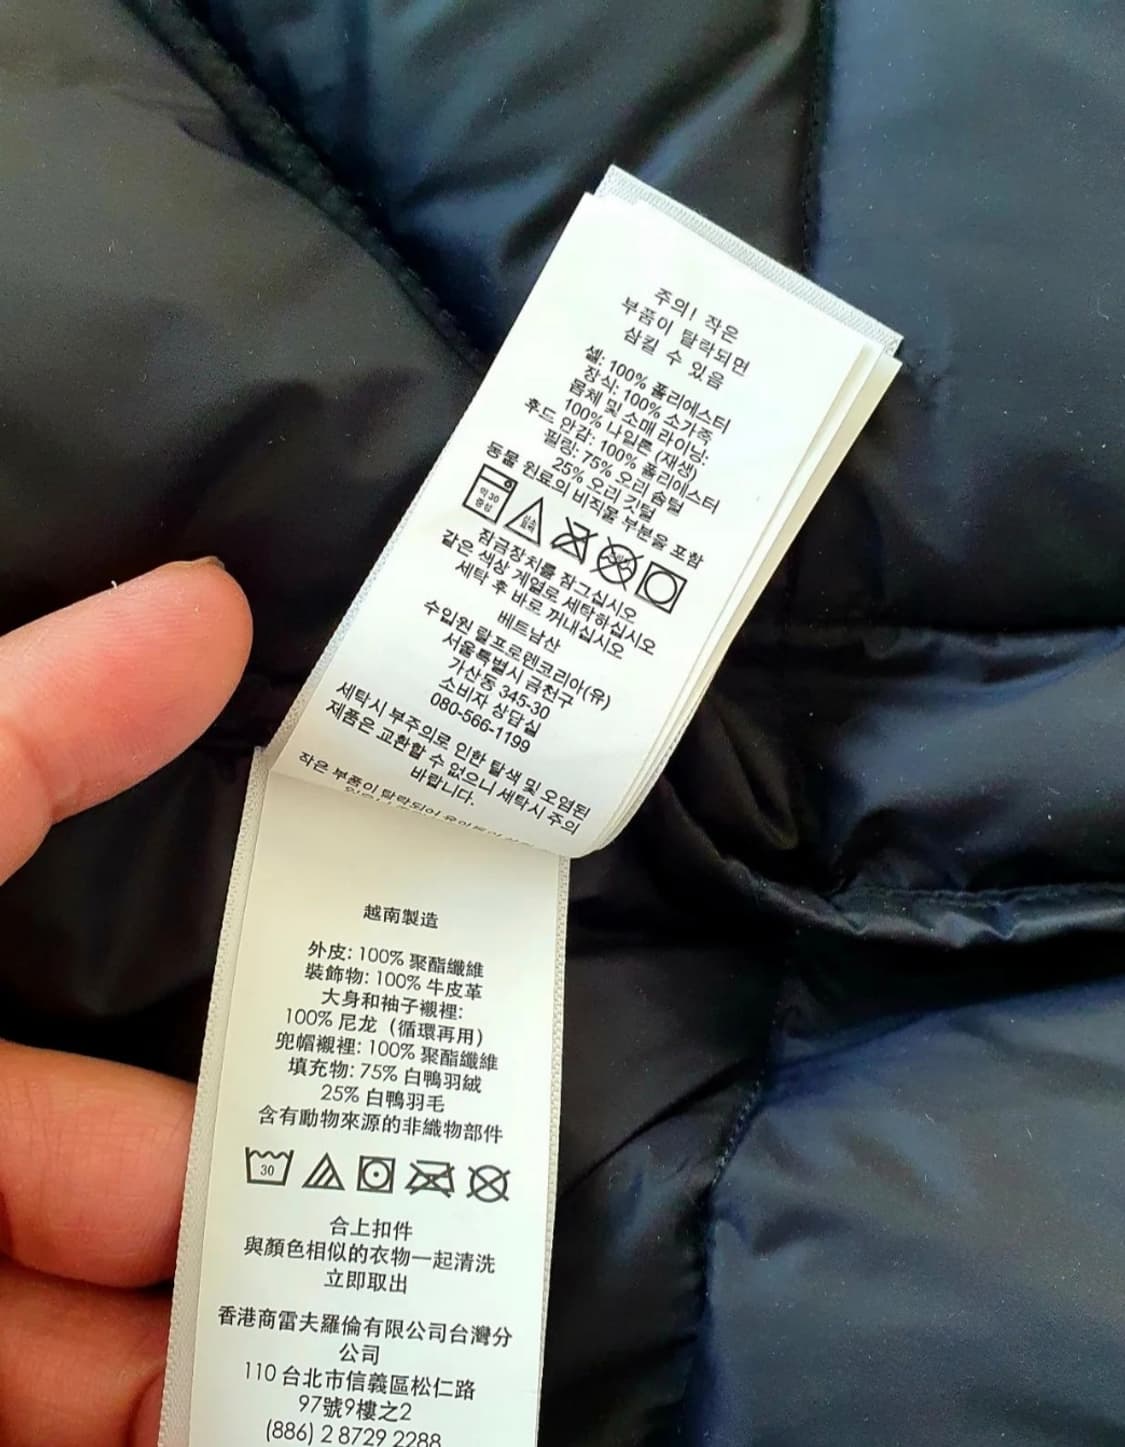 주의! 작은
부품이 탈락되면
삼킬 수 있음
셸: 100% 폴리에스터
장식: 100% 소가죽
몸체 및 소매 라이닝:
100% 나일론 (재생)
후드 안감: 100% 폴리에스터
필링: 75% 오리 솜털
25% 오리 깃털
동물 원료의 비직물 부분을 포함
약 30
중성
잠금장치를 잠그십시오
같은 색상 계열로 세탁하십시오
세탁 후 바로 꺼내십시오
베트남산
수입원 랄프로렌코리아(유)
서울특별시 금천구
가산동 345-30
소비자 상담실
080-566-1199
세탁시 부주의로 인한 탈색 및 오염된
제품은 교환할 수 없으니 세탁시 주의
바랍니다.
작은 부품이 탈락되어
越南製造
外皮: 100% 聚酯纖維
裝飾物: 100% 牛皮革
大身和袖子襯裡:
100% 尼龙 (循環再用)
兜帽襯裡: 100% 聚酯纖維
填充物: 75% 白鴨羽絨
25% 白鴨羽毛
含有動物來源的非織物部件
30
合上扣件
與顏色相似的衣物一起清洗
立即取出
香港商雷夫羅倫有限公司台灣分
公司
110 台北市信義區松仁路
97號9樓之2
(886) 2 8729 2288